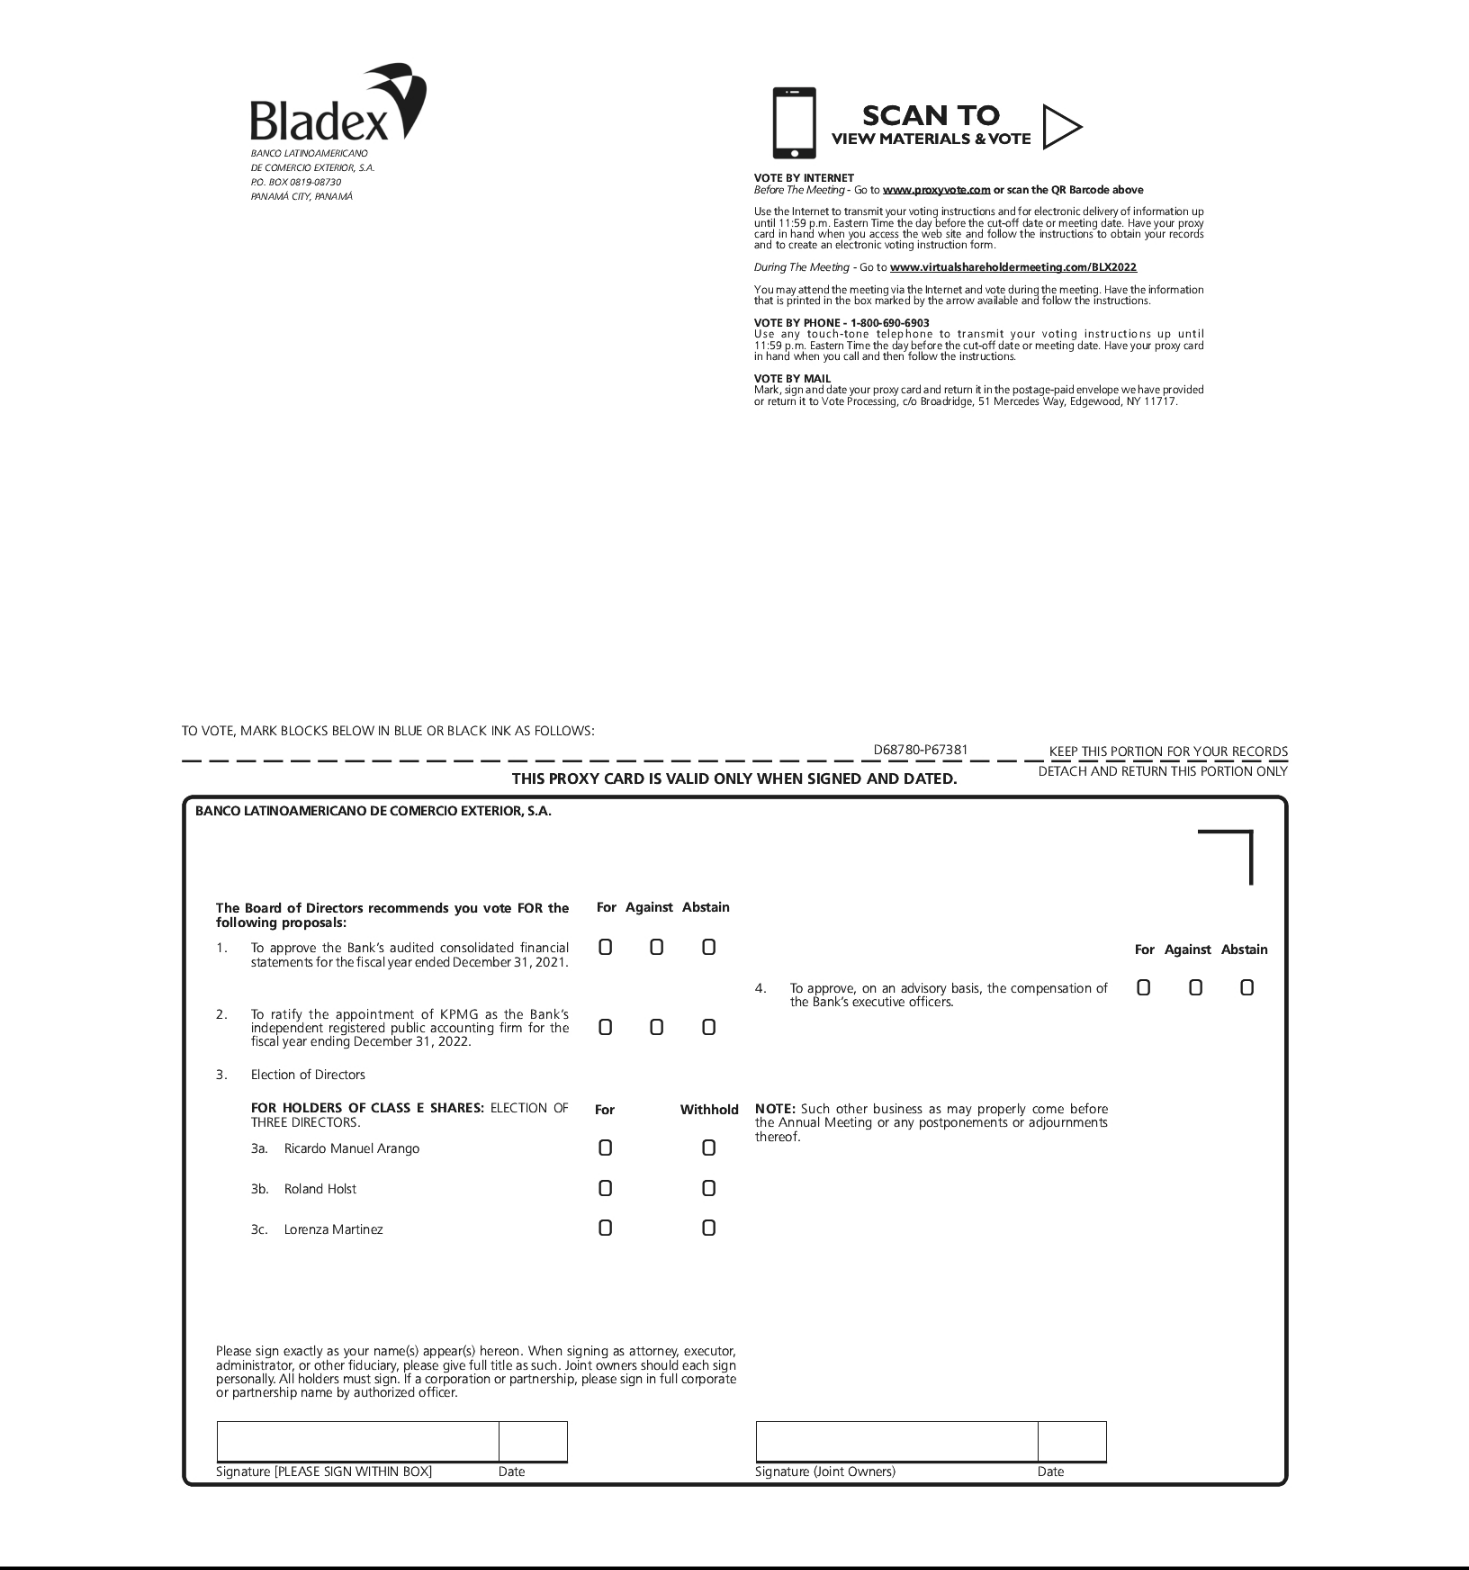 Bladex
BANCO LATINOAMERICANO
DE COMERCIO EXTERIOR, S.A.
P.O. BOX 0819-08730
PANAMÁ CITY, PANAMÁ
SCAN TO
VIEW MATERIALS & VOTE
VOTE BY INTERNET
Before The Meeting - Go to www.proxyvote.com or scan the QR Barcode above
Use the Internet to transmit your voting instructions and for electronic delivery of information up
until 11:59 p.m. Eastern Time the day before the cut-off date or meeting date. Have your proxy
card in hand when you access the web site and follow the instructions to obtain your records
and to create an electronic voting instruction form.
During The Meeting - Go to www.virtualshareholdermeeting.com/BLX2022
You may attend the meeting via the Internet and vote during the meeting. Have the information
that is printed in the box marked by the arrow available and follow the instructions.
VOTE BY PHONE - 1-800-690-6903
Use any touch-tone telephone to transmit your voting instructions up until
11:59 p.m. Eastern Time the day before the cut-off date or meeting date. Have your proxy card
in hand when you call and then follow the instructions.
VOTE BY MAIL
Mark, sign and date your proxy card and return it in the postage-paid envelope we have provided
or return it to Vote Processing, c/o Broadridge, 51 Mercedes Way, Edgewood, NY 11717.
TO VOTE, MARK BLOCKS BELOW IN BLUE OR BLACK INK AS FOLLOWS:
D68780-P67381
KEEP THIS PORTION FOR YOUR RECORDS
DETACH AND RETURN THIS PORTION ONLY
THIS PROXY CARD IS VALID ONLY WHEN SIGNED AND DATED.
BANCO LATINOAMERICANO DE COMERCIO EXTERIOR, S.A.
The Board of Directors recommends you vote FOR the
following proposals:
For Against Abstain
1. To approve the Bank's audited consolidated financial
statements for the fiscal year ended December 31, 2021.
2. To ratify the appointment of KPMG as the Bank's
independent registered public accounting firm for the
fiscal year ending December 31, 2022.
3. Election of Directors
FOR HOLDERS OF CLASS E SHARES: ELECTION OF
THREE DIRECTORS.
For Withhold
3a. Ricardo Manuel Arango
3b. Roland Holst
3c. Lorenza Martinez
For Against Abstain
4. To approve, on an advisory basis, the compensation of
the Bank's executive officers.
NOTE: Such other business as may properly come before
the Annual Meeting or any postponements or adjournments
thereof.
Please sign exactly as your name(s) appear(s) hereon. When signing as attorney, executor,
administrator, or other fiduciary, please give full title as such. Joint owners should each sign
personally. All holders must sign. If a corporation or partnership, please sign in full corporate
or partnership name by authorized officer.
Signature [PLEASE SIGN WITHIN BOX] Date
Signature (Joint Owners) Date